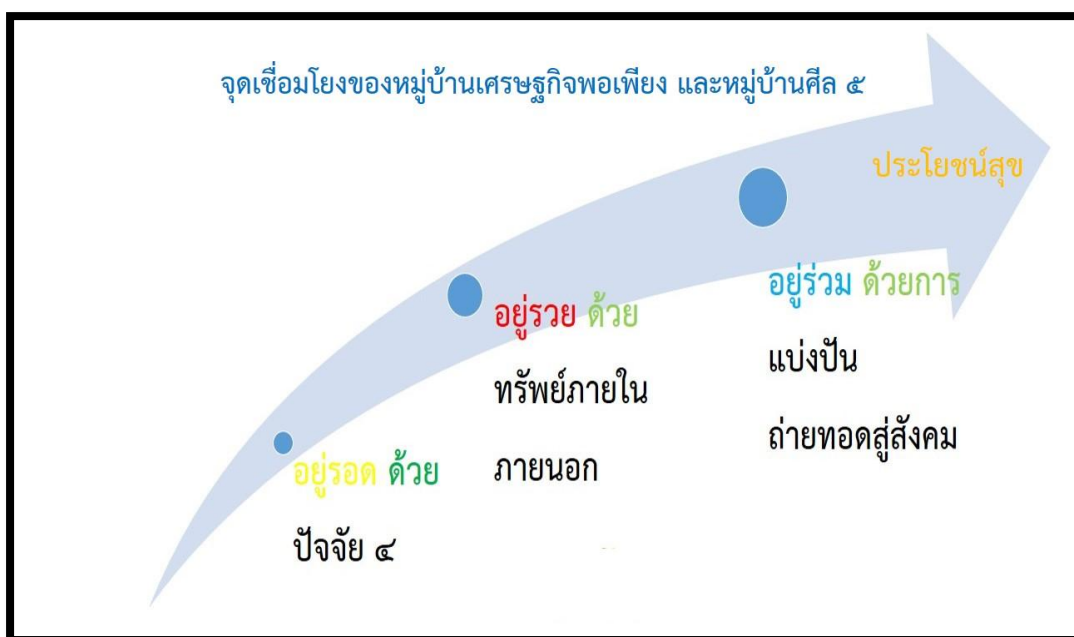 จุดเชื่อมโยงของหมู่บ้านเศรษฐกิจพอเพียง และหมู่บ้านศีล ๕
ประโยชน์สุข
อยู่ร่วม ด้วยการ
แบ่งปัน
ถ่ายทอดสู่สังคม
อยู่รวย ด้วย
ทรัพย์ภายใน
ภายนอก
อยู่รอด ด้วย
ปัจจัย ๔